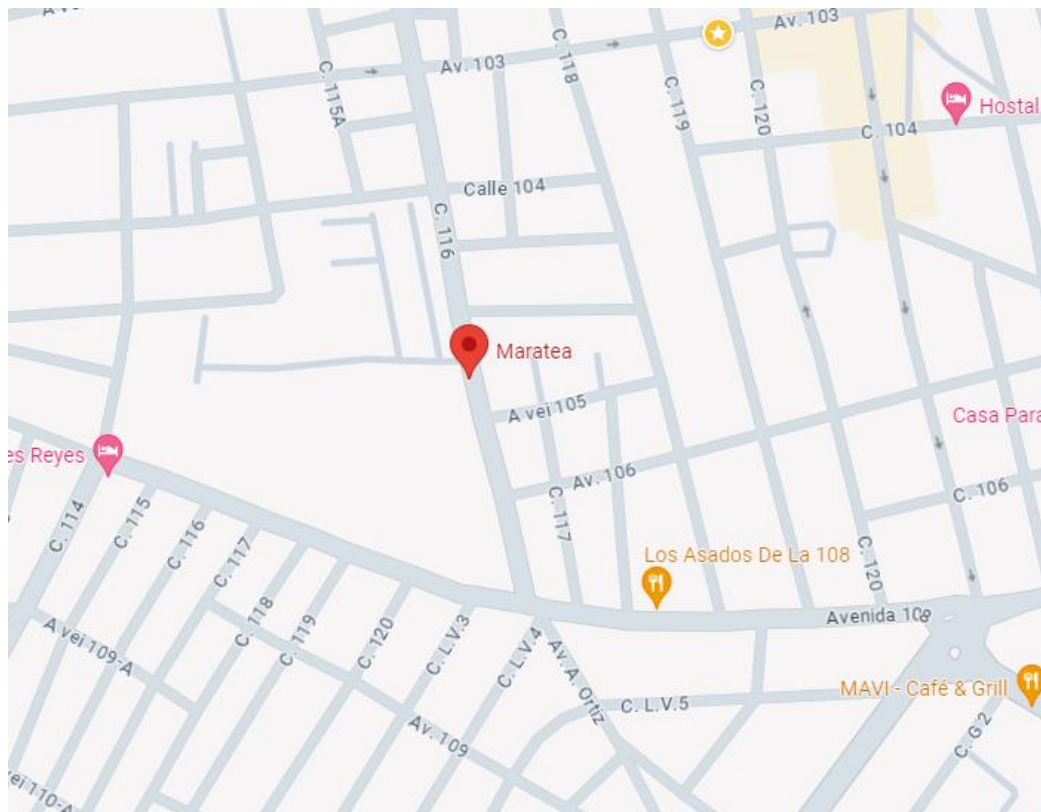 Av. 103
Av. 103
C. 118
C. 115A
C. 119
C. 120
C. 104
Hostal
Calle 104
C. 116
Maratea
A vei 105
Casa Para
es Reyes
Av. 106
C. 106
C. 117
C. 114
C. 115
C. 116
C. 117
Los Asados De La 108
C. 120
Avenida 108
C. 118
C. 119
C. 120
C. L.V.3
C. L.V.4
A vei 109-A
Av. A. Ortiz
MAVI - Café & Grill
C. L.V.5
Av. 109
C. G 2
vei 110-A